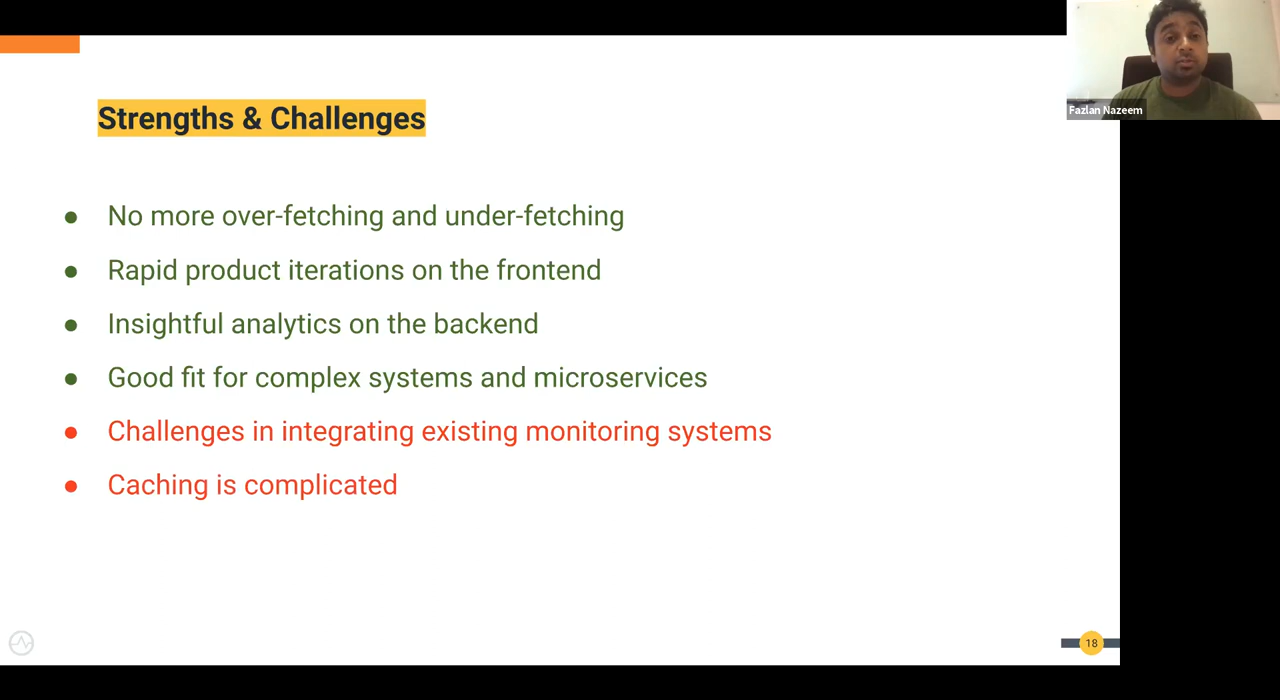 Fazlan Nazeem
Strengths & Challenges
● No more over-fetching and under-fetching
● Rapid product iterations on the frontend
● Insightful analytics on the backend
● Good fit for complex systems and microservices
● Challenges in integrating existing monitoring systems
● Caching is complicated
18